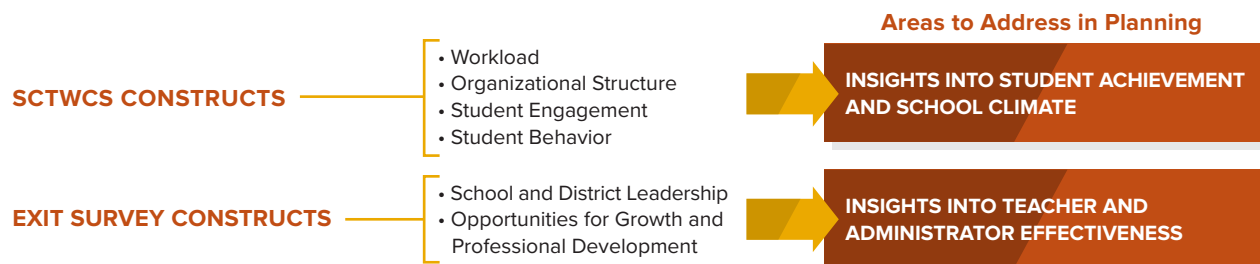 Areas to Address in Planning
SCTWCS CONSTRUCTS
• Workload
• Organizational Structure
• Student Engagement
• Student Behavior
INSIGHTS INTO STUDENT ACHIEVEMENT
AND SCHOOL CLIMATE
EXIT SURVEY CONSTRUCTS
• School and District Leadership
• Opportunities for Growth and
Professional Development
INSIGHTS INTO TEACHER AND
ADMINISTRATOR EFFECTIVENESS